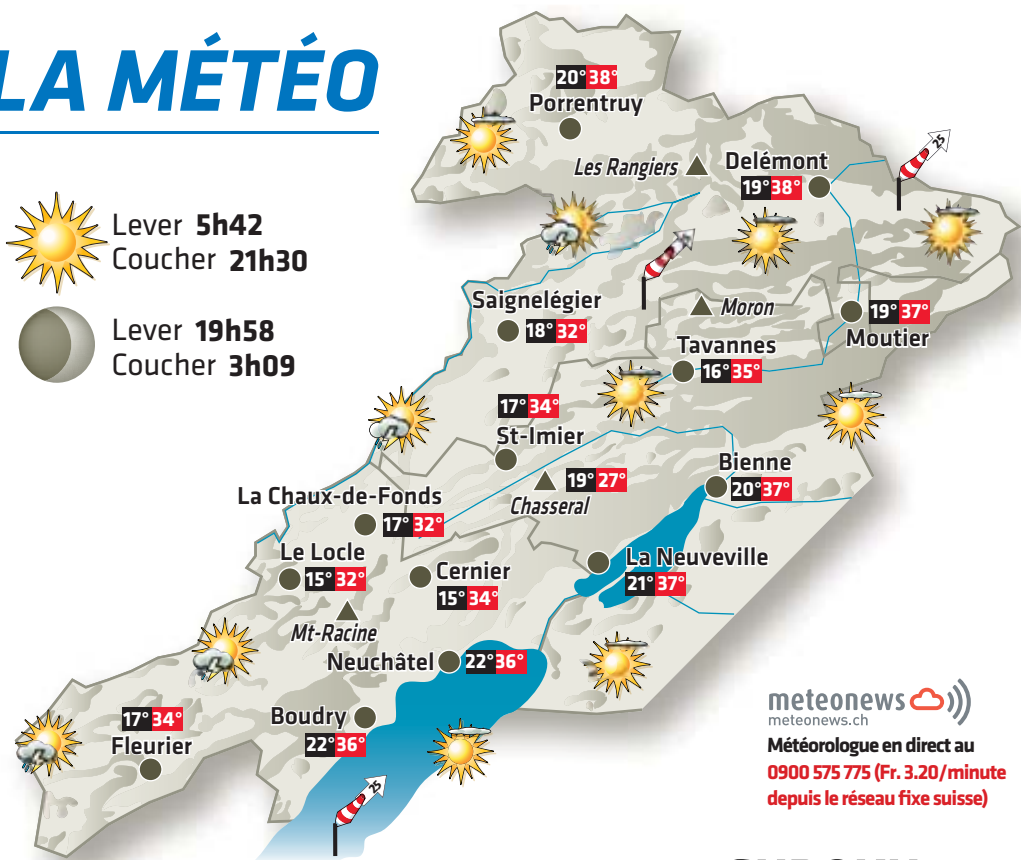 LA MÉTÉO
Lever 5h42
Coucher 21h30
Lever 19h58
Coucher 3h09
20° 38°
Porrentruy
Les Rangiers
Delémont
19° 38°
25
Saignelégier
18° 32°
Moron
19° 37°
Moutier
Tavannes
16° 35°
17° 34°
St-Imier
19° 27°
Chasseral
Bienne
20° 37°
La Chaux-de-Fonds
17° 32°
Le Locle
15° 32°
Cernier
15° 34°
La Neuveville
21° 37°
Mt-Racine
Neuchâtel 22° 36°
17° 34°
Fleurier
Boudry
22° 36°
25
meteonews
meteonews.ch
Météorologue en direct au
0900 575 775 (Fr. 3.20/minute
depuis le réseau fixe suisse)